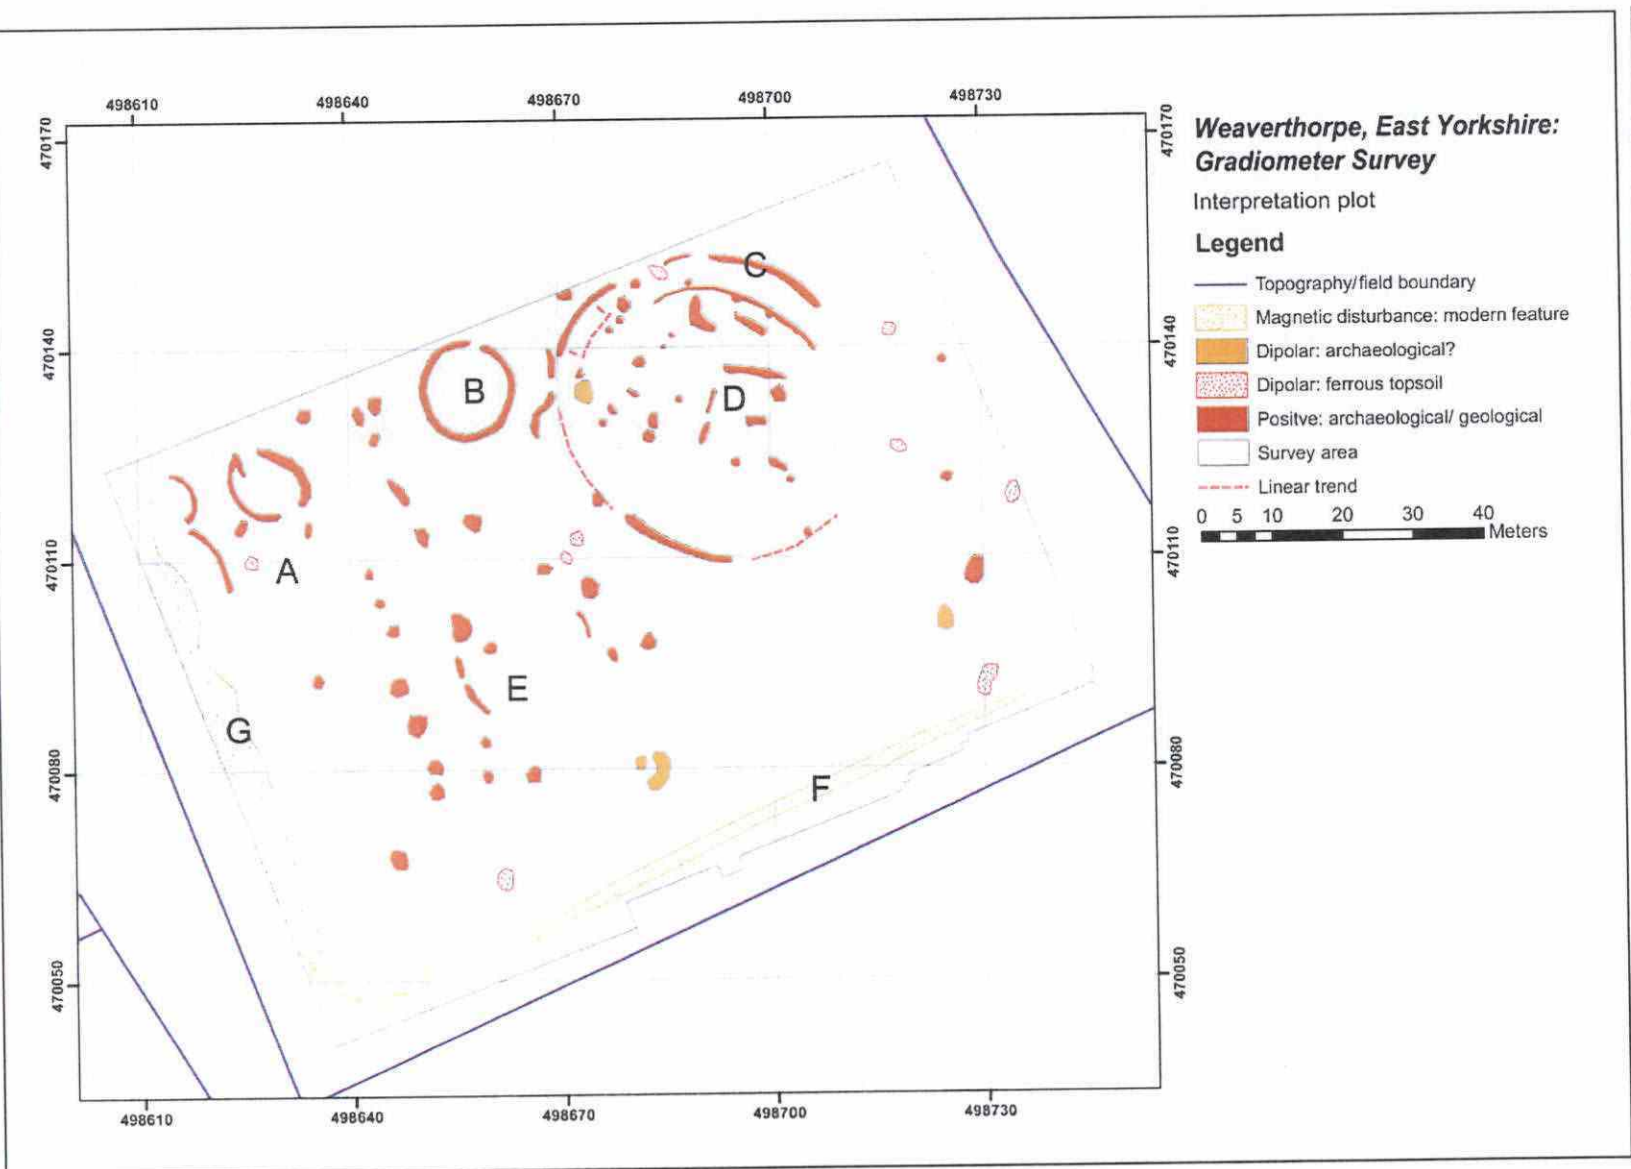 498610 498640 498670 498700 498730
470170 470170
470140 470140
470110 470110
470080 470080
470050 470050
498610 498640 498670 498700 498730
C
B
D
A
E
G
F
Weaverthorpe, East Yorkshire:
Gradiometer Survey
Interpretation plot
Legend
Topography/field boundary
Magnetic disturbance: modern feature
Dipolar: archaeological?
Dipolar: ferrous topsoil
Positve: archaeological/ geological
Survey area
Linear trend
0 5 10 20 30 40
Meters